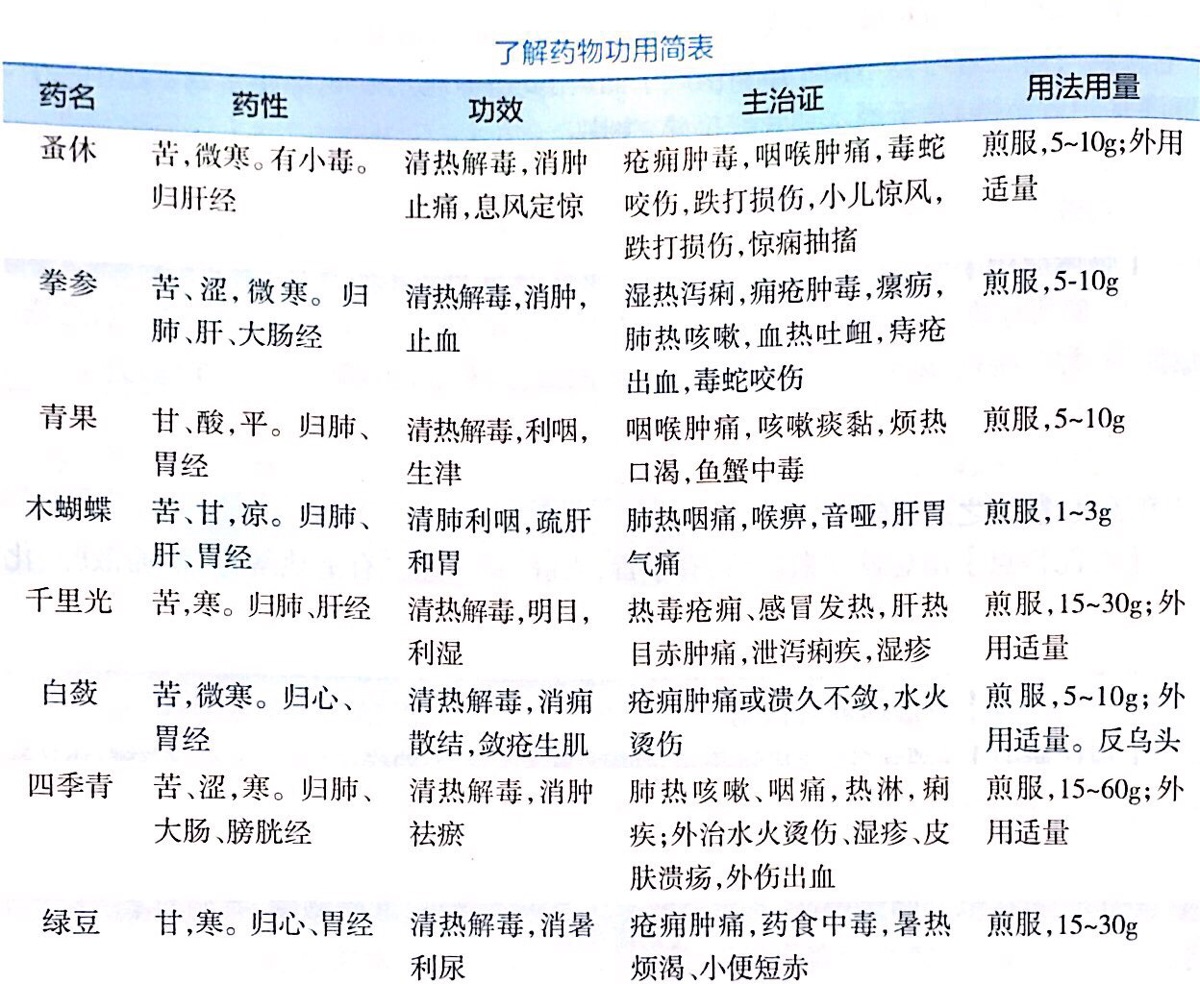 了解药物功用简表
药名 药性 功效 主治证 用法用量
蚤休 苦,微寒。有小毒。 清热解毒,消肿 疮痈肿毒,咽喉肿痛,毒蛇 煎服,5~10g;外用
归肝经 止痛,息风定惊 咬伤,跌打损伤,小儿惊风, 适量
跌打损伤,惊痫抽搐
拳参 苦、涩,微寒。归 清热解毒,消肿, 湿热泻痢,痈疮肿毒,瘰疬, 煎服,5-10g
肺、肝、大肠经 止血 肺热咳嗽,血热吐衄,痔疮
出血,毒蛇咬伤
青果 甘、酸,平。归肺、 清热解毒,利咽, 咽喉肿痛,咳嗽痰黏,烦热 煎服,5~10g
胃经 生津 口渴,鱼蟹中毒
木蝴蝶 苦、甘,凉。归肺、 清肺利咽,疏肝 肺热咽痛,喉痹,音哑,肝胃 煎服,1~3g
肝、胃经 和胃 气痛
千里光 苦,寒。归肺、肝经 清热解毒,明目, 热毒疮痈、感冒发热,肝热 煎服,15~30g;外
利湿 目赤肿痛,泄泻痢疾,湿疹 用适量
白蔹 苦,微寒。归心、 清热解毒,消痈 疮痈肿痛或溃久不敛,水火 煎服,5~10g;外
胃经 散结,敛疮生肌 烫伤 用适量。反乌头
四季青 苦、涩,寒。归肺、 清热解毒,消肿 肺热咳嗽、咽痛,热淋,痢 煎服,15~60g;外
大肠、膀胱经 祛瘀 疾;外治水火烫伤、湿疹、皮 用适量
肤溃疡,外伤出血
绿豆 甘,寒。归心、胃经 清热解毒,消暑 疮痈肿痛,药食中毒,暑热 煎服,15~30g
利尿 烦渴、小便短赤